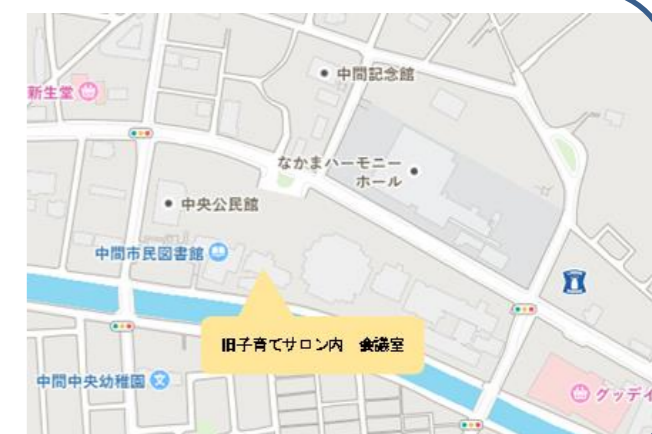 中間記念館
新生堂
なかまハーモニー
ホール
中央公民館
中間市民図書館
旧子育てサロン内 会議室
中間中央幼稚園
グッデイ